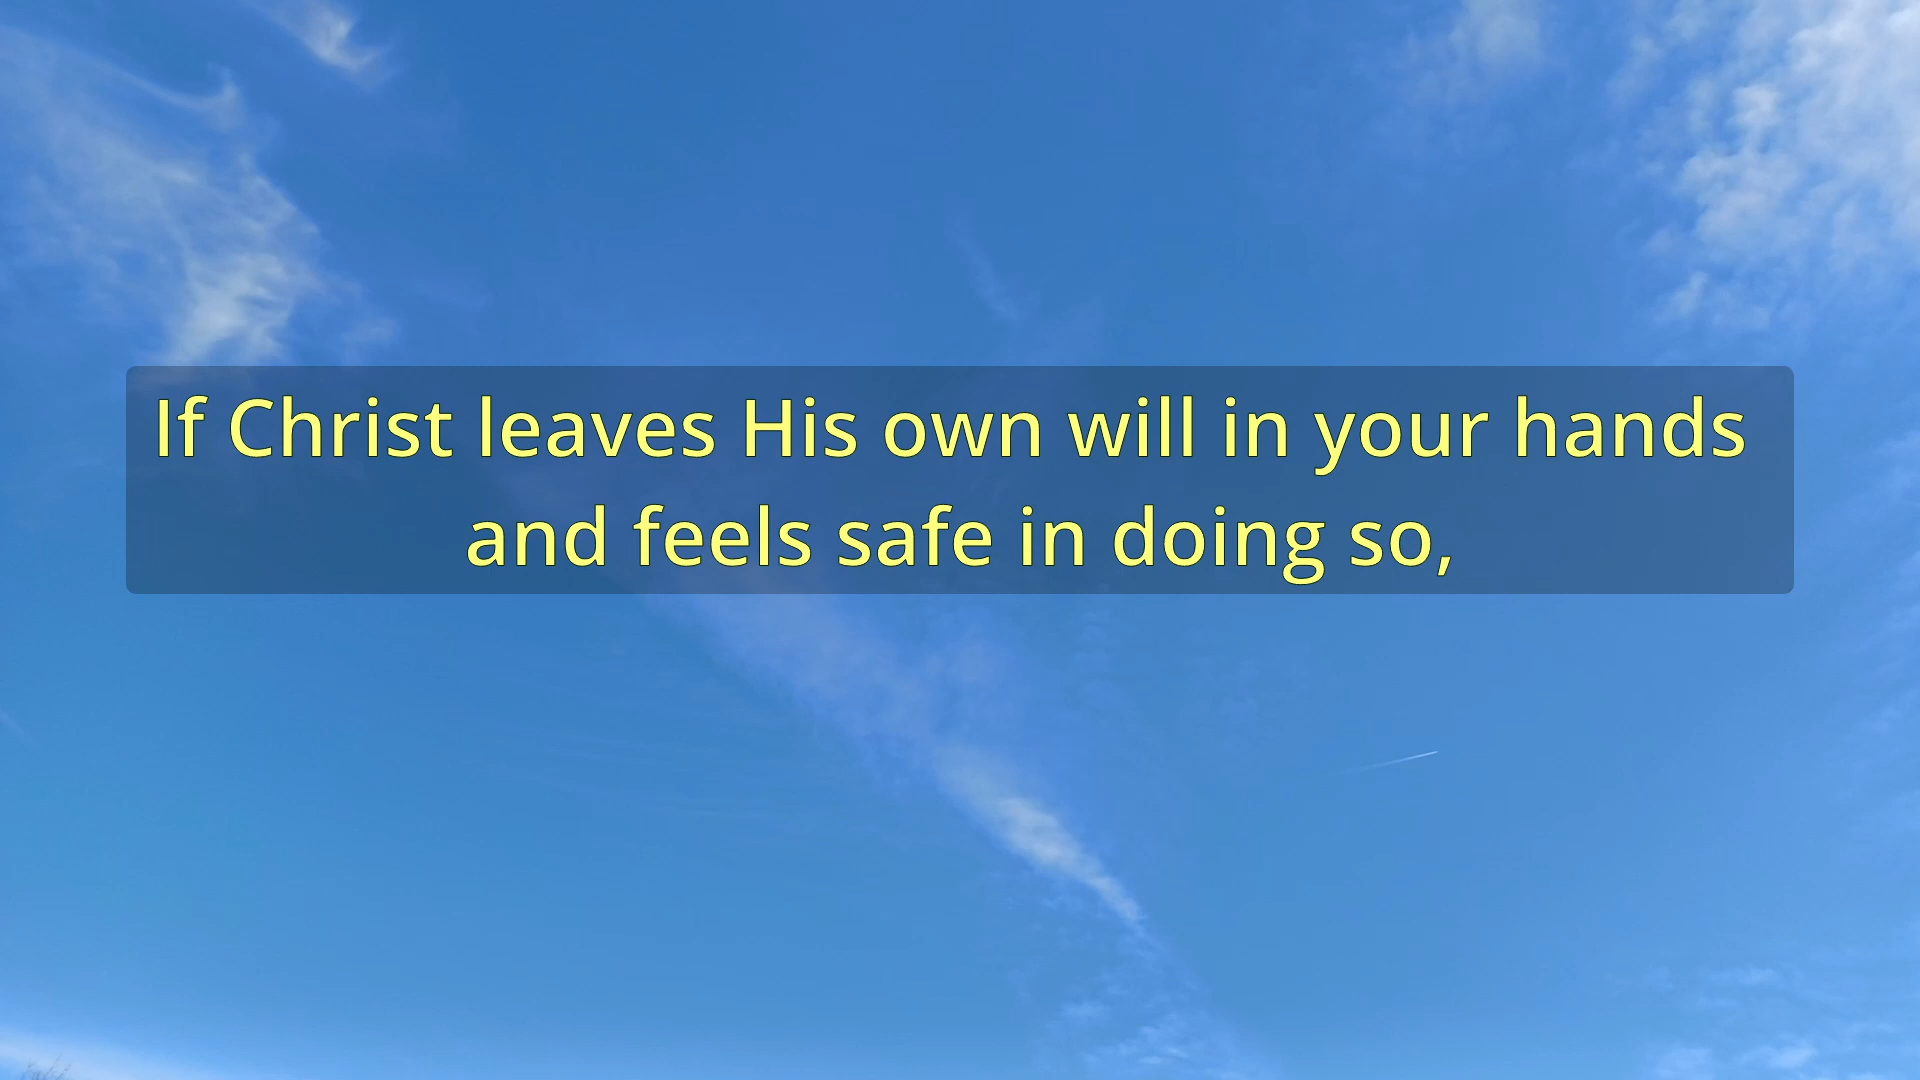 If Christ leaves His own will in your hands
and feels safe in doing so,